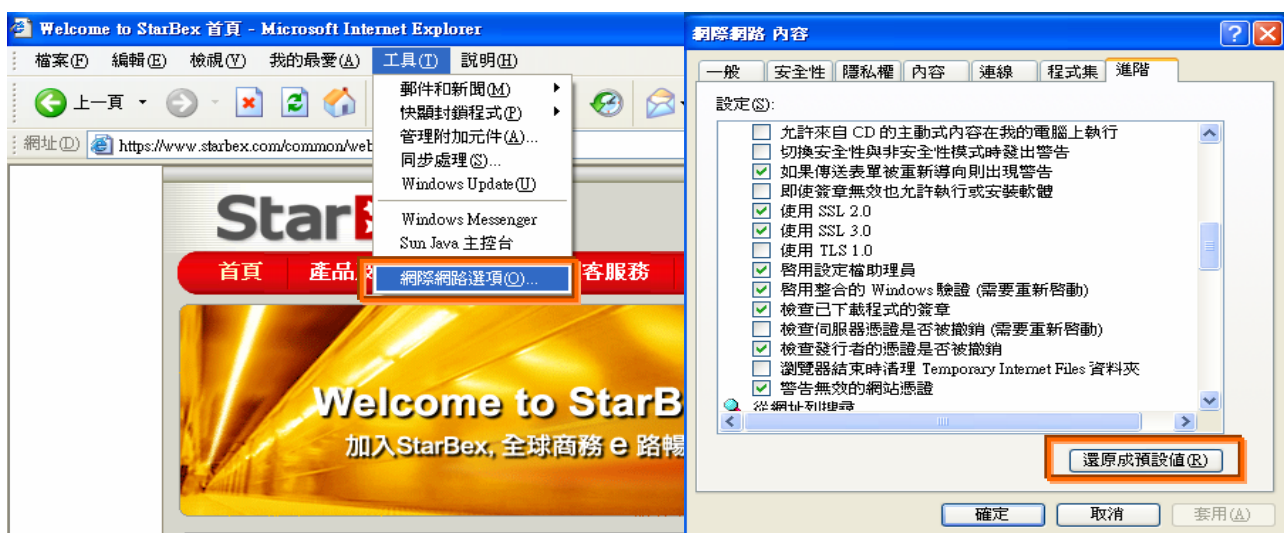 Welcome to StarBex 首頁 - Microsoft Internet Explorer
檔案(F) 編輯(E) 檢視(V) 我的最愛(A) 工具(T) 說明(H)
上一頁
網址(D) https://www.starbex.com/common/web
郵件和新聞(M)
快顯封鎖程式(P)
管理附加元件(A)...
同步處理(S)...
Windows Update(U)
Windows Messenger
Sun Java 主控台
網際網路選項(O)...
Star
首頁 產品 客服務
Welcome to StarB
加入StarBex, 全球商務 e 路暢
網際網路 內容
一般 安全性 隱私權 內容 連線 程式集 進階
設定(S):
允許來自 CD 的主動式內容在我的電腦上執行
切換安全性與非安全性模式時發出警告
如果傳送表單被重新導向則出現警告
即使簽章無效也允許執行或安裝軟體
使用 SSL 2.0
使用 SSL 3.0
使用 TLS 1.0
啟用設定檔助理員
啟用整合的 Windows 驗證 (需要重新啟動)
檢查已下載程式的簽章
檢查伺服器憑證是否被撤銷 (需要重新啟動)
檢查發行者的憑證是否被撤銷
瀏覽器結束時清理 Temporary Internet Files 資料夾
警告無效的網站憑證
從網址列搜尋
還原成預設值(R)
確定 取消 套用(A)